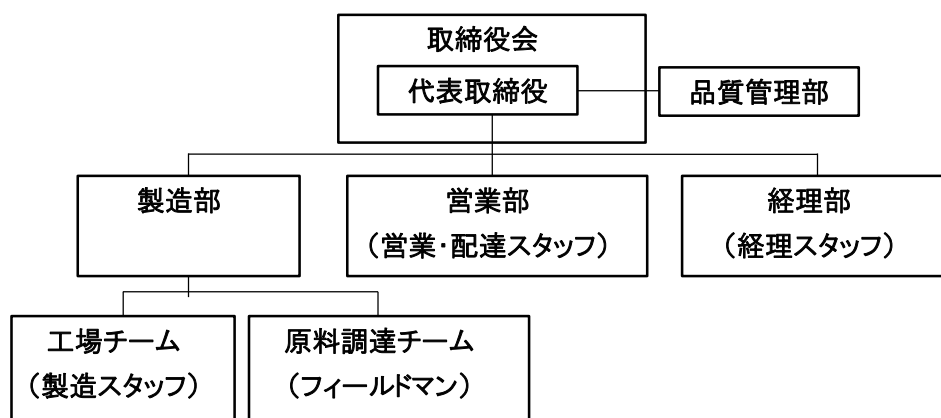 取締役会
代表取締役
品質管理部
製造部
営業部
（営業・配達スタッフ）
経理部
（経理スタッフ）
工場チーム
（製造スタッフ）
原料調達チーム
（フィールドマン）